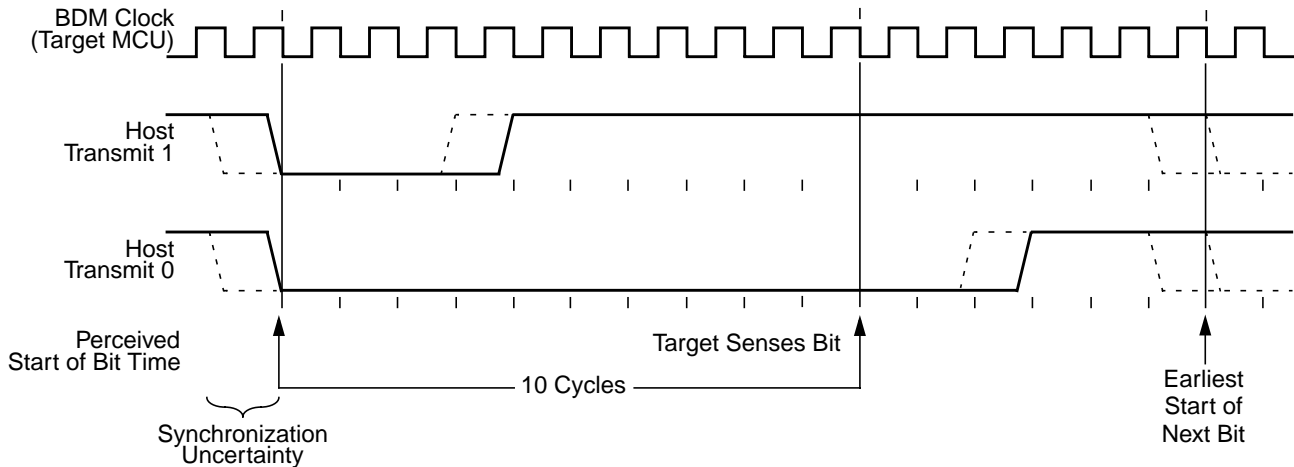 BDM Clock
(Target MCU)
Host
Transmit 1
Host
Transmit 0
Perceived
Start of Bit Time
Target Senses Bit
10 Cycles
Synchronization
Uncertainty
Earliest
Start of
Next Bit